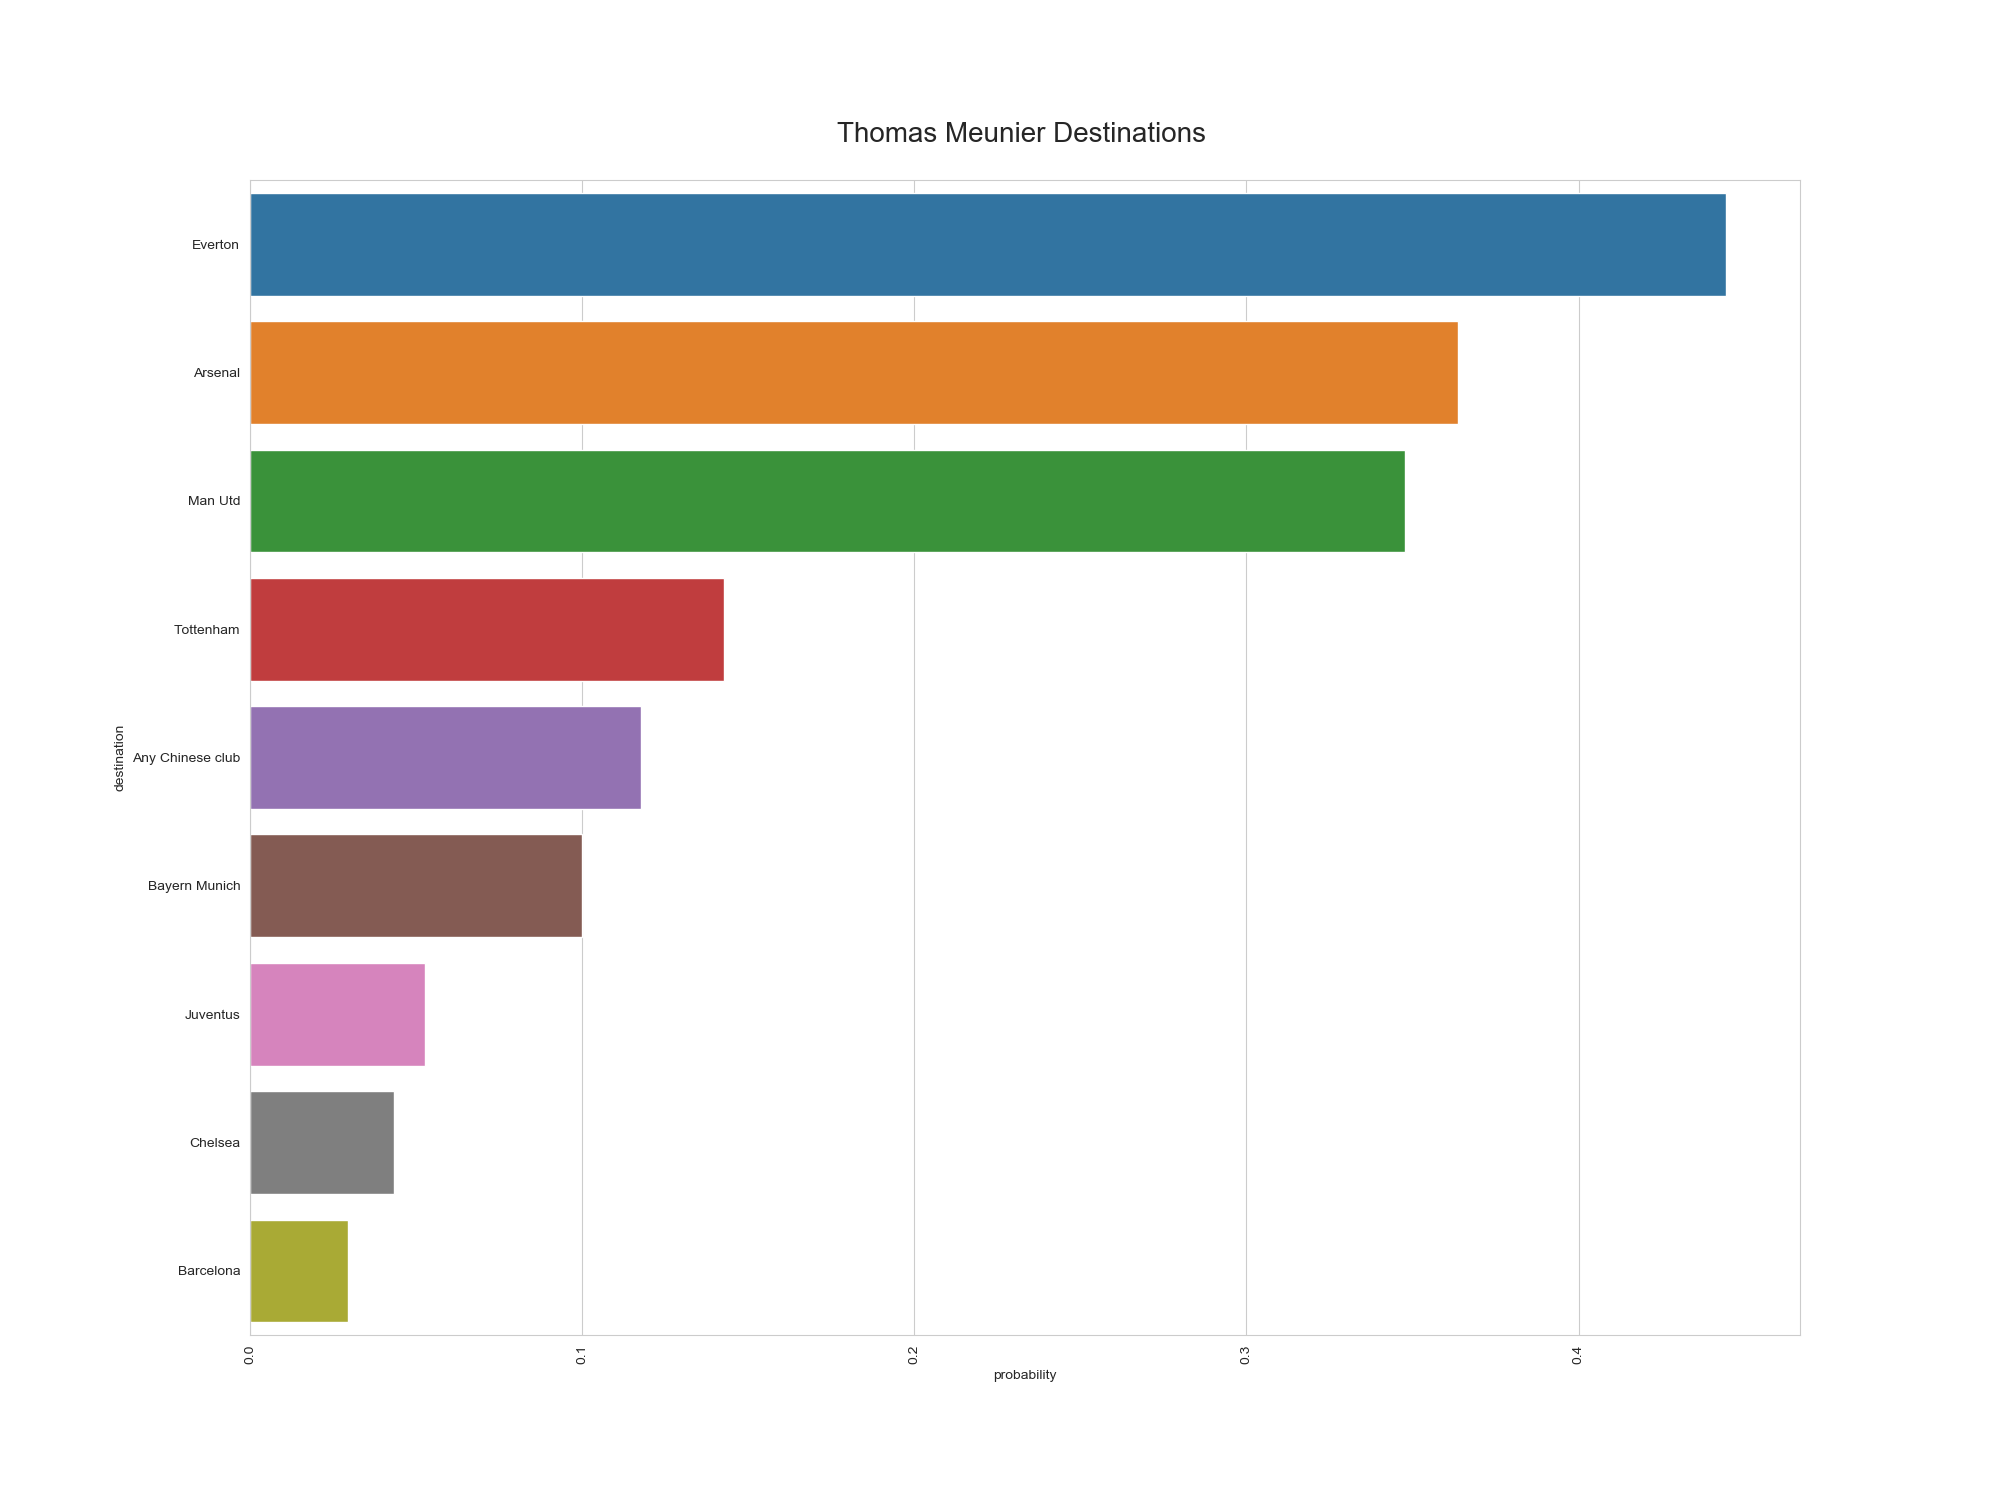 Thomas Meunier Destinations
Everton
Arsenal
Man Utd
Tottenham
Any Chinese club
Bayern Munich
Juventus
Chelsea
Barcelona
destination
0.0
0.1
0.2
0.3
0.4
probability